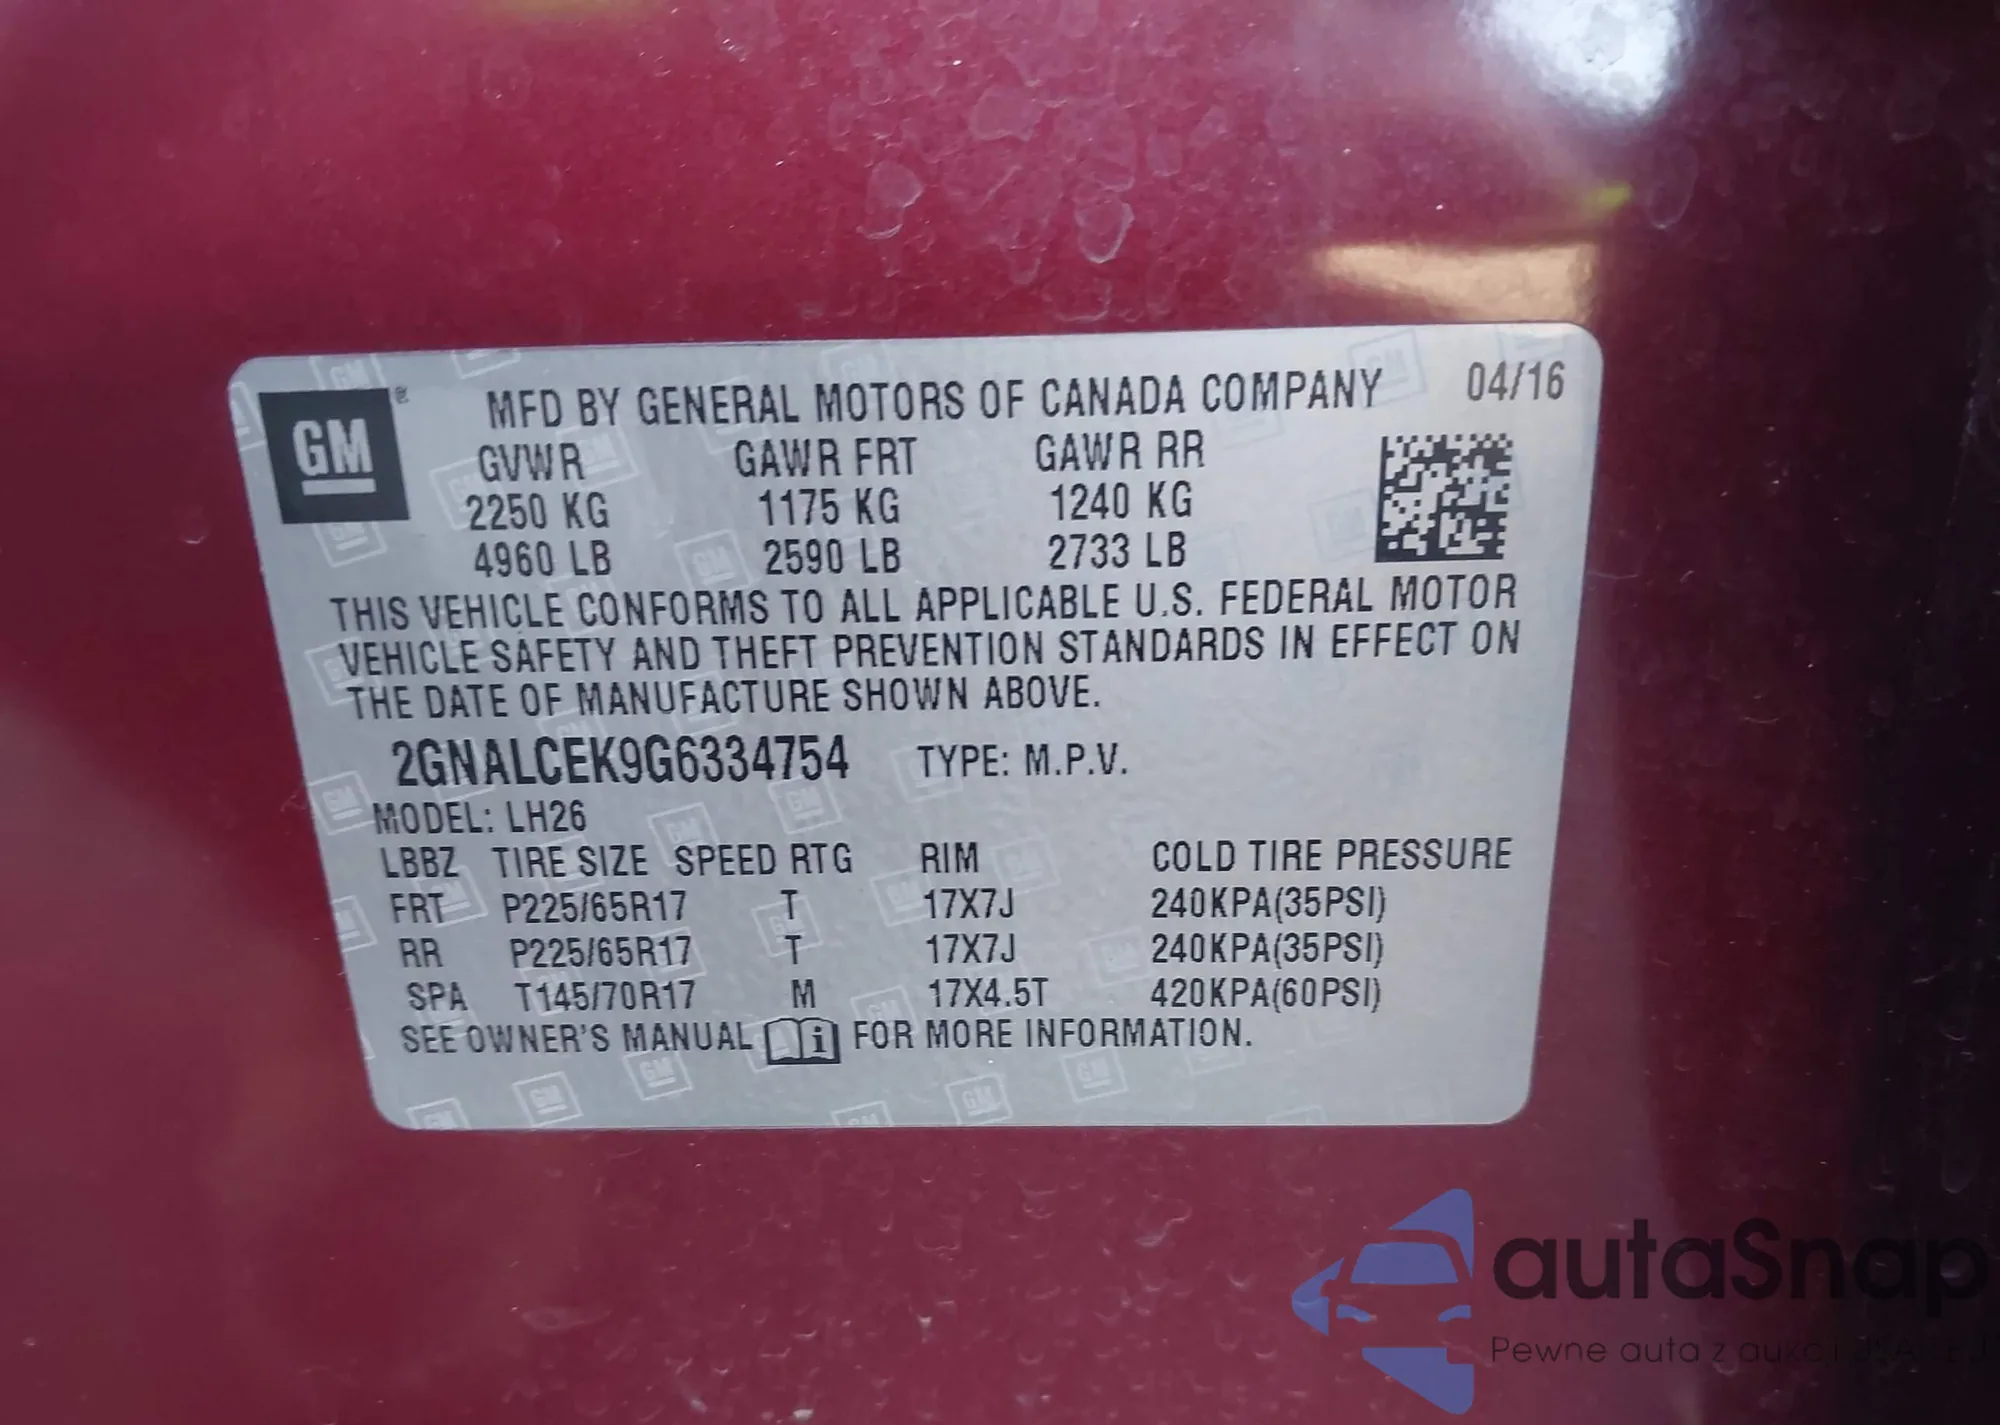 GM
MFD BY GENERAL MOTORS OF CANADA COMPANY 04/16
GVWR GAWR FRT GAWR RR
2250 KG 1175 KG 1240 KG
4960 LB 2590 LB 2733 LB
THIS VEHICLE CONFORMS TO ALL APPLICABLE U.S. FEDERAL MOTOR
VEHICLE SAFETY AND THEFT PREVENTION STANDARDS IN EFFECT ON
THE DATE OF MANUFACTURE SHOWN ABOVE.
2GNALCEK9G6334754 TYPE: M.P.V.
MODEL: LH26
LBBZ TIRE SIZE SPEED RTG RIM COLD TIRE PRESSURE
FRT P225/65R17 T 17X7J 240KPA(35PSI)
RR P225/65R17 T 17X7J 240KPA(35PSI)
SPA T145/70R17 M 17X4.5T 420KPA(60PSI)
SEE OWNER'S MANUAL i FOR MORE INFORMATION.
autaSnap
Pewne auta z